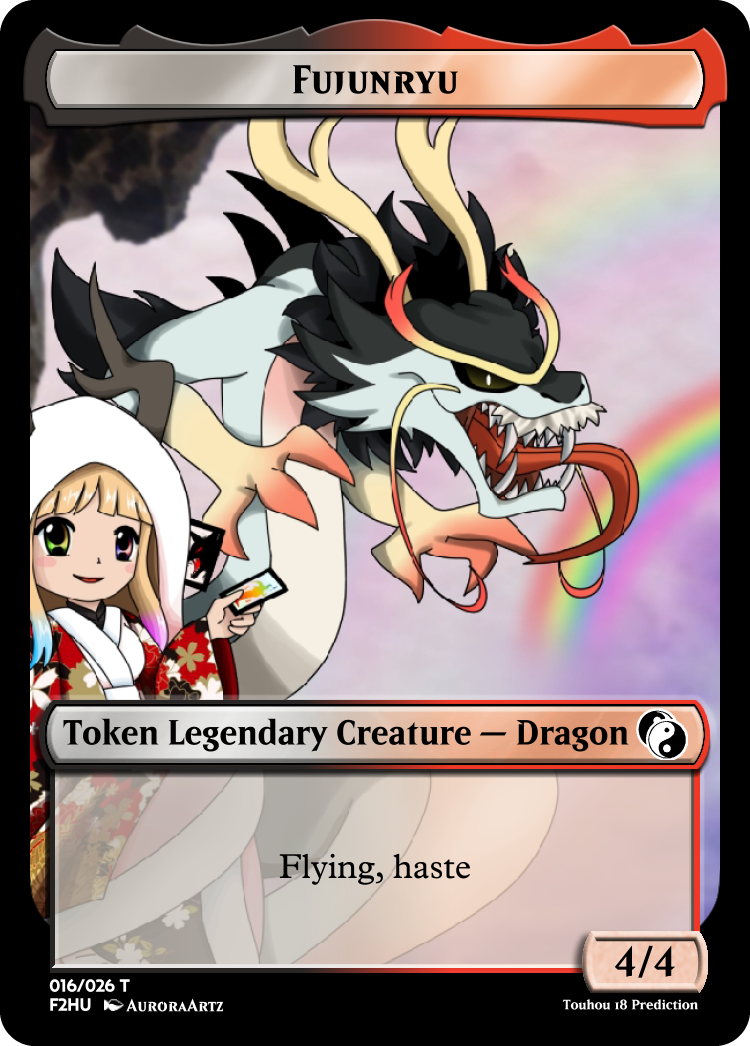 Fujunryu
Token Legendary Creature — Dragon
Flying, haste
4/4
016/026 T
F2HU AuroraArtz
Touhou 18 Prediction